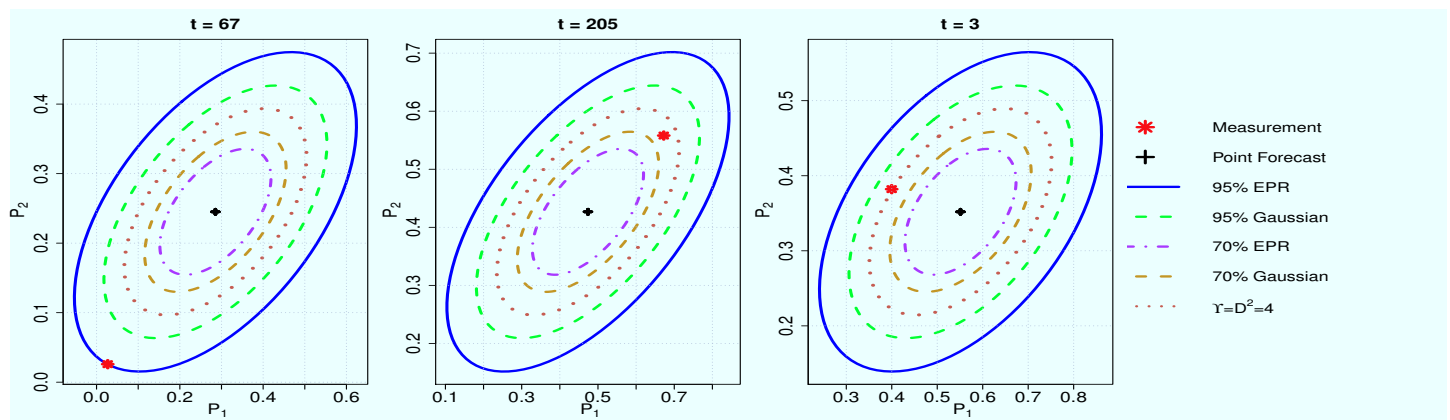 t = 67
P2
0.0 0.1 0.2 0.3 0.4
0.0 0.2 0.4 0.6
P1
t = 205
P2
0.2 0.3 0.4 0.5 0.6 0.7
0.1 0.3 0.5 0.7
P1
t = 3
P2
0.2 0.3 0.4 0.5
0.3 0.4 0.5 0.6 0.7 0.8
P1
Measurement
Point Forecast
95% EPR
95% Gaussian
70% EPR
70% Gaussian
ϒ=D²=4